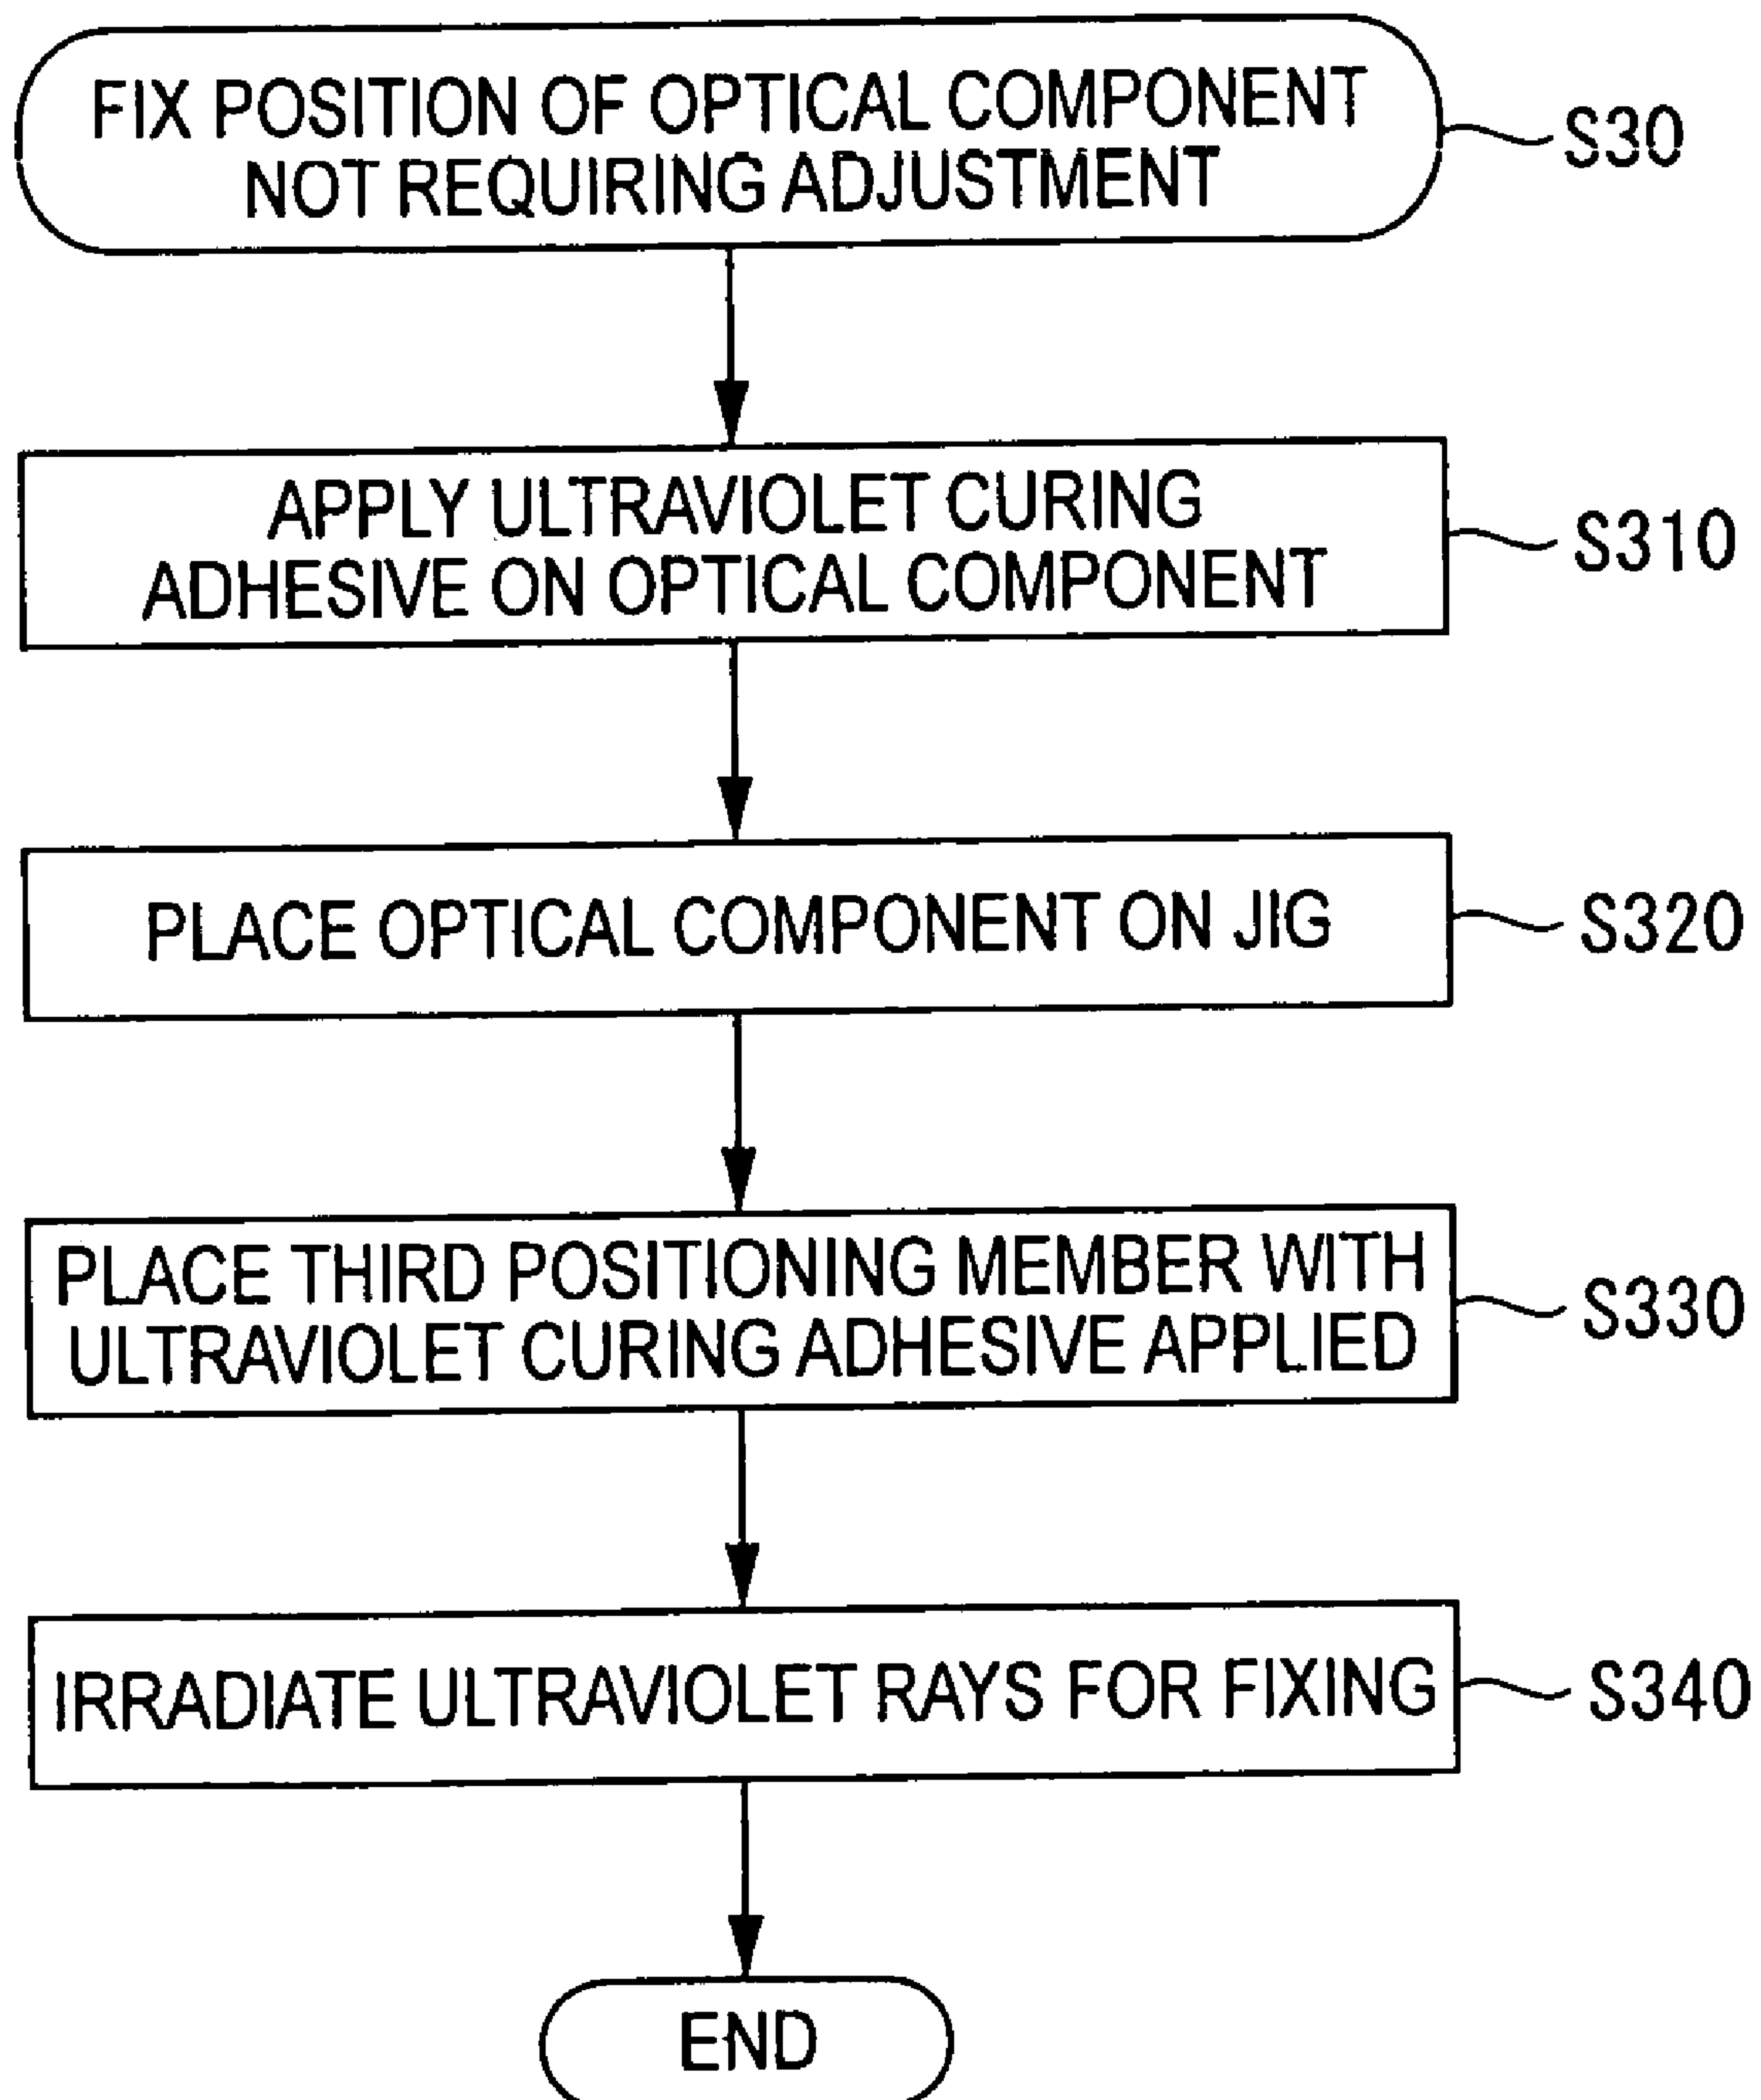 FIX POSITION OF OPTICAL COMPONENT
NOT REQUIRING ADJUSTMENT
S30
APPLY ULTRAVIOLET CURING
ADHESIVE ON OPTICAL COMPONENT
S310
PLACE OPTICAL COMPONENT ON JIG
S320
PLACE THIRD POSITIONING MEMBER WITH
ULTRAVIOLET CURING ADHESIVE APPLIED
S330
IRRADIATE ULTRAVIOLET RAYS FOR FIXING
S340
END